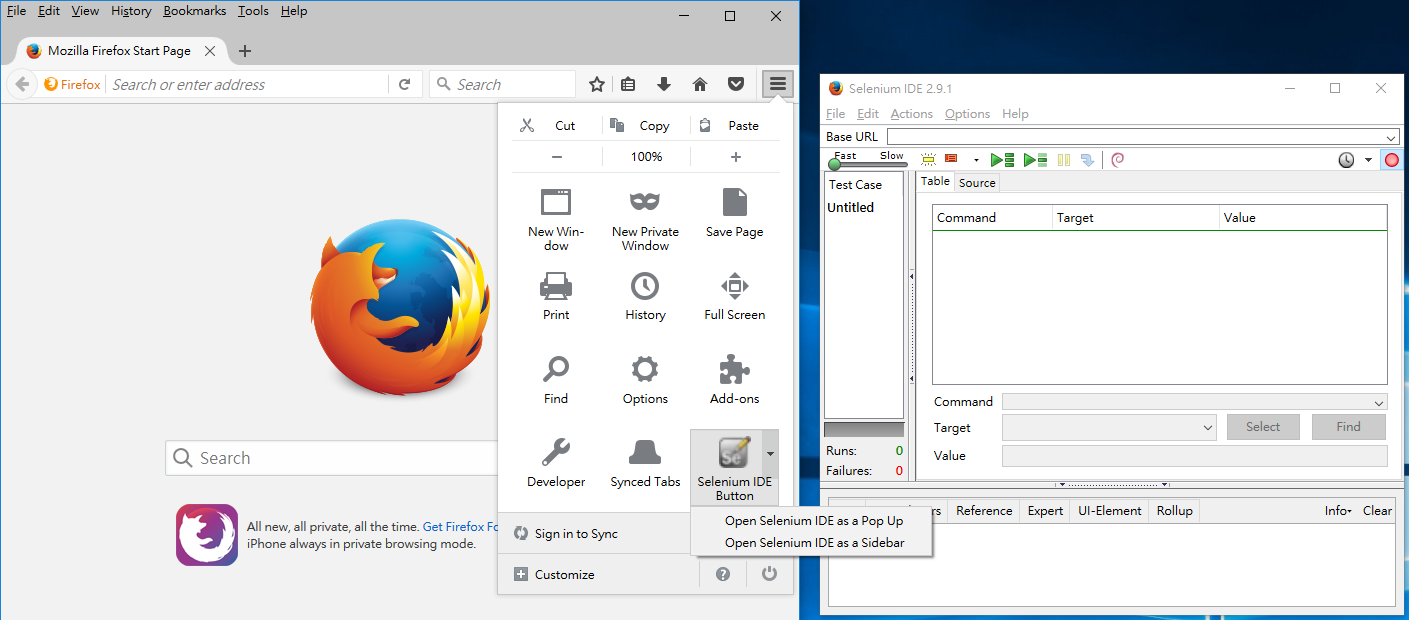 File Edit View History Bookmarks Tools Help
Mozilla Firefox Start Page
Firefox Search or enter address
Search
Cut Copy Paste
100%
New Win-
dow
New Private
Window
Save Page
Print History Full Screen
Find Options Add-ons
Developer Synced Tabs
Se
Selenium IDE
Button
Open Selenium IDE as a Pop Up
Open Selenium IDE as a Sidebar
Sign in to Sync
Customize
Search
All new, all private, all the time. Get Firefox Fo
iPhone always in private browsing mode.
Selenium IDE 2.9.1
File Edit Actions Options Help
Base URL
Fast Slow
Test Case
Untitled
Table Source
Command Target Value
Command
Target Select Find
Value
Runs: 0
Failures: 0
Reference Expert UI-Element Rollup Info Clear